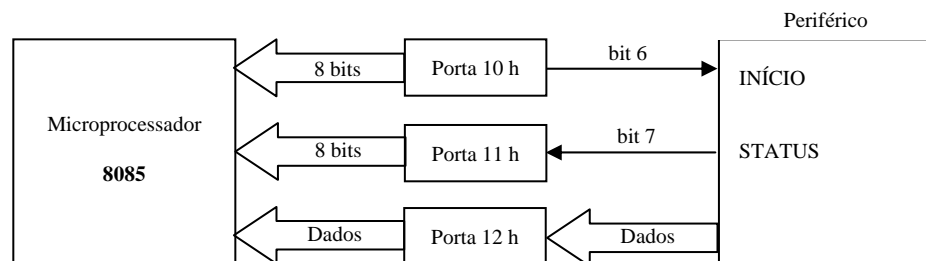 Periférico
8 bits
Porta 10 h
bit 6
INÍCIO
Microprocessador
8085
8 bits
Porta 11 h
bit 7
STATUS
Dados
Porta 12 h
Dados